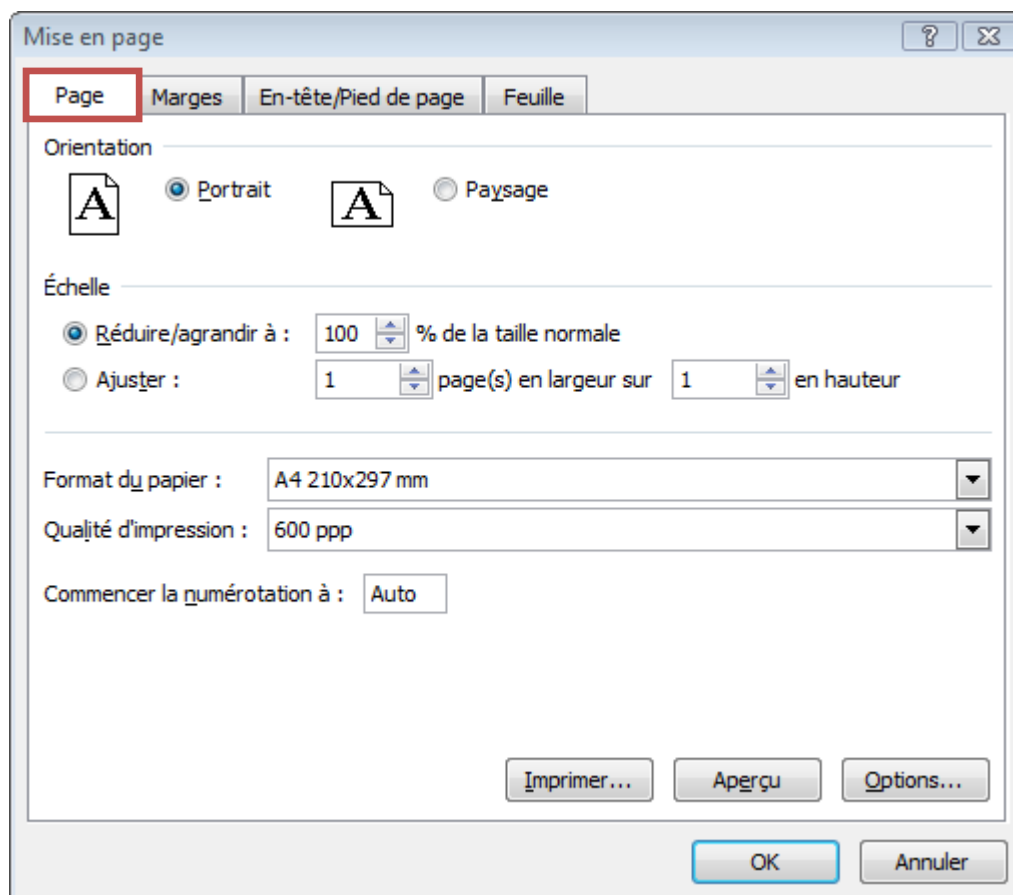 Mise en page
Page Marges En-tête/Pied de page Feuille
Orientation
A Portrait A Paysage
Échelle
Réduire/agrandir à : 100 % de la taille normale
Ajuster : 1 page(s) en largeur sur 1 en hauteur
Format du papier : A4 210x297 mm
Qualité d'impression : 600 ppp
Commencer la numérotation à : Auto
Imprimer... Aperçu Options...
OK Annuler